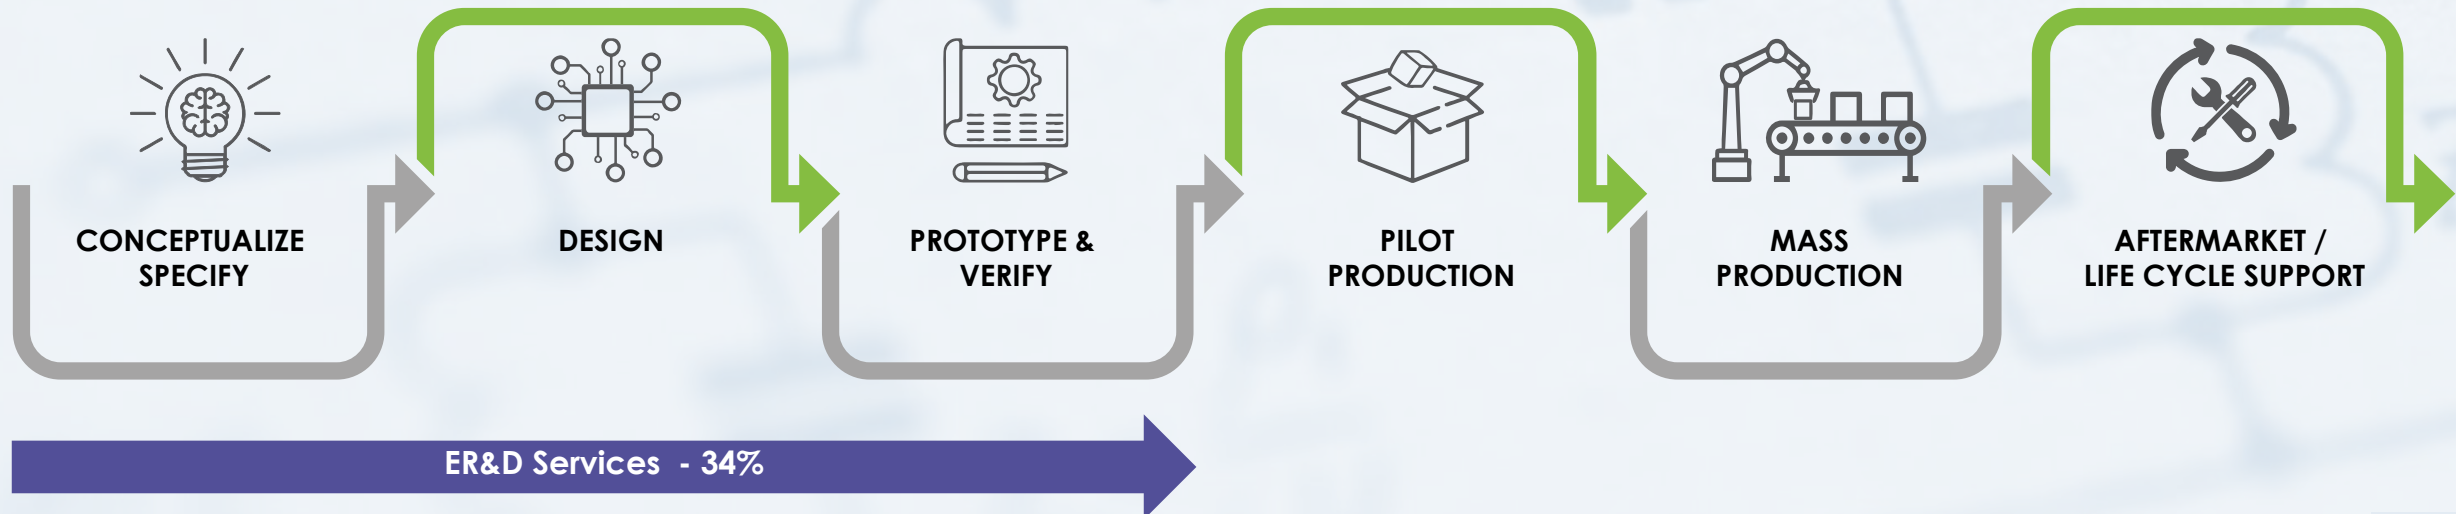 CONCEPTUALIZE
SPECIFY
DESIGN
PROTOTYPE &
VERIFY
PILOT
PRODUCTION
MASS
PRODUCTION
AFTERMARKET /
LIFE CYCLE SUPPORT
ER&D Services - 34%